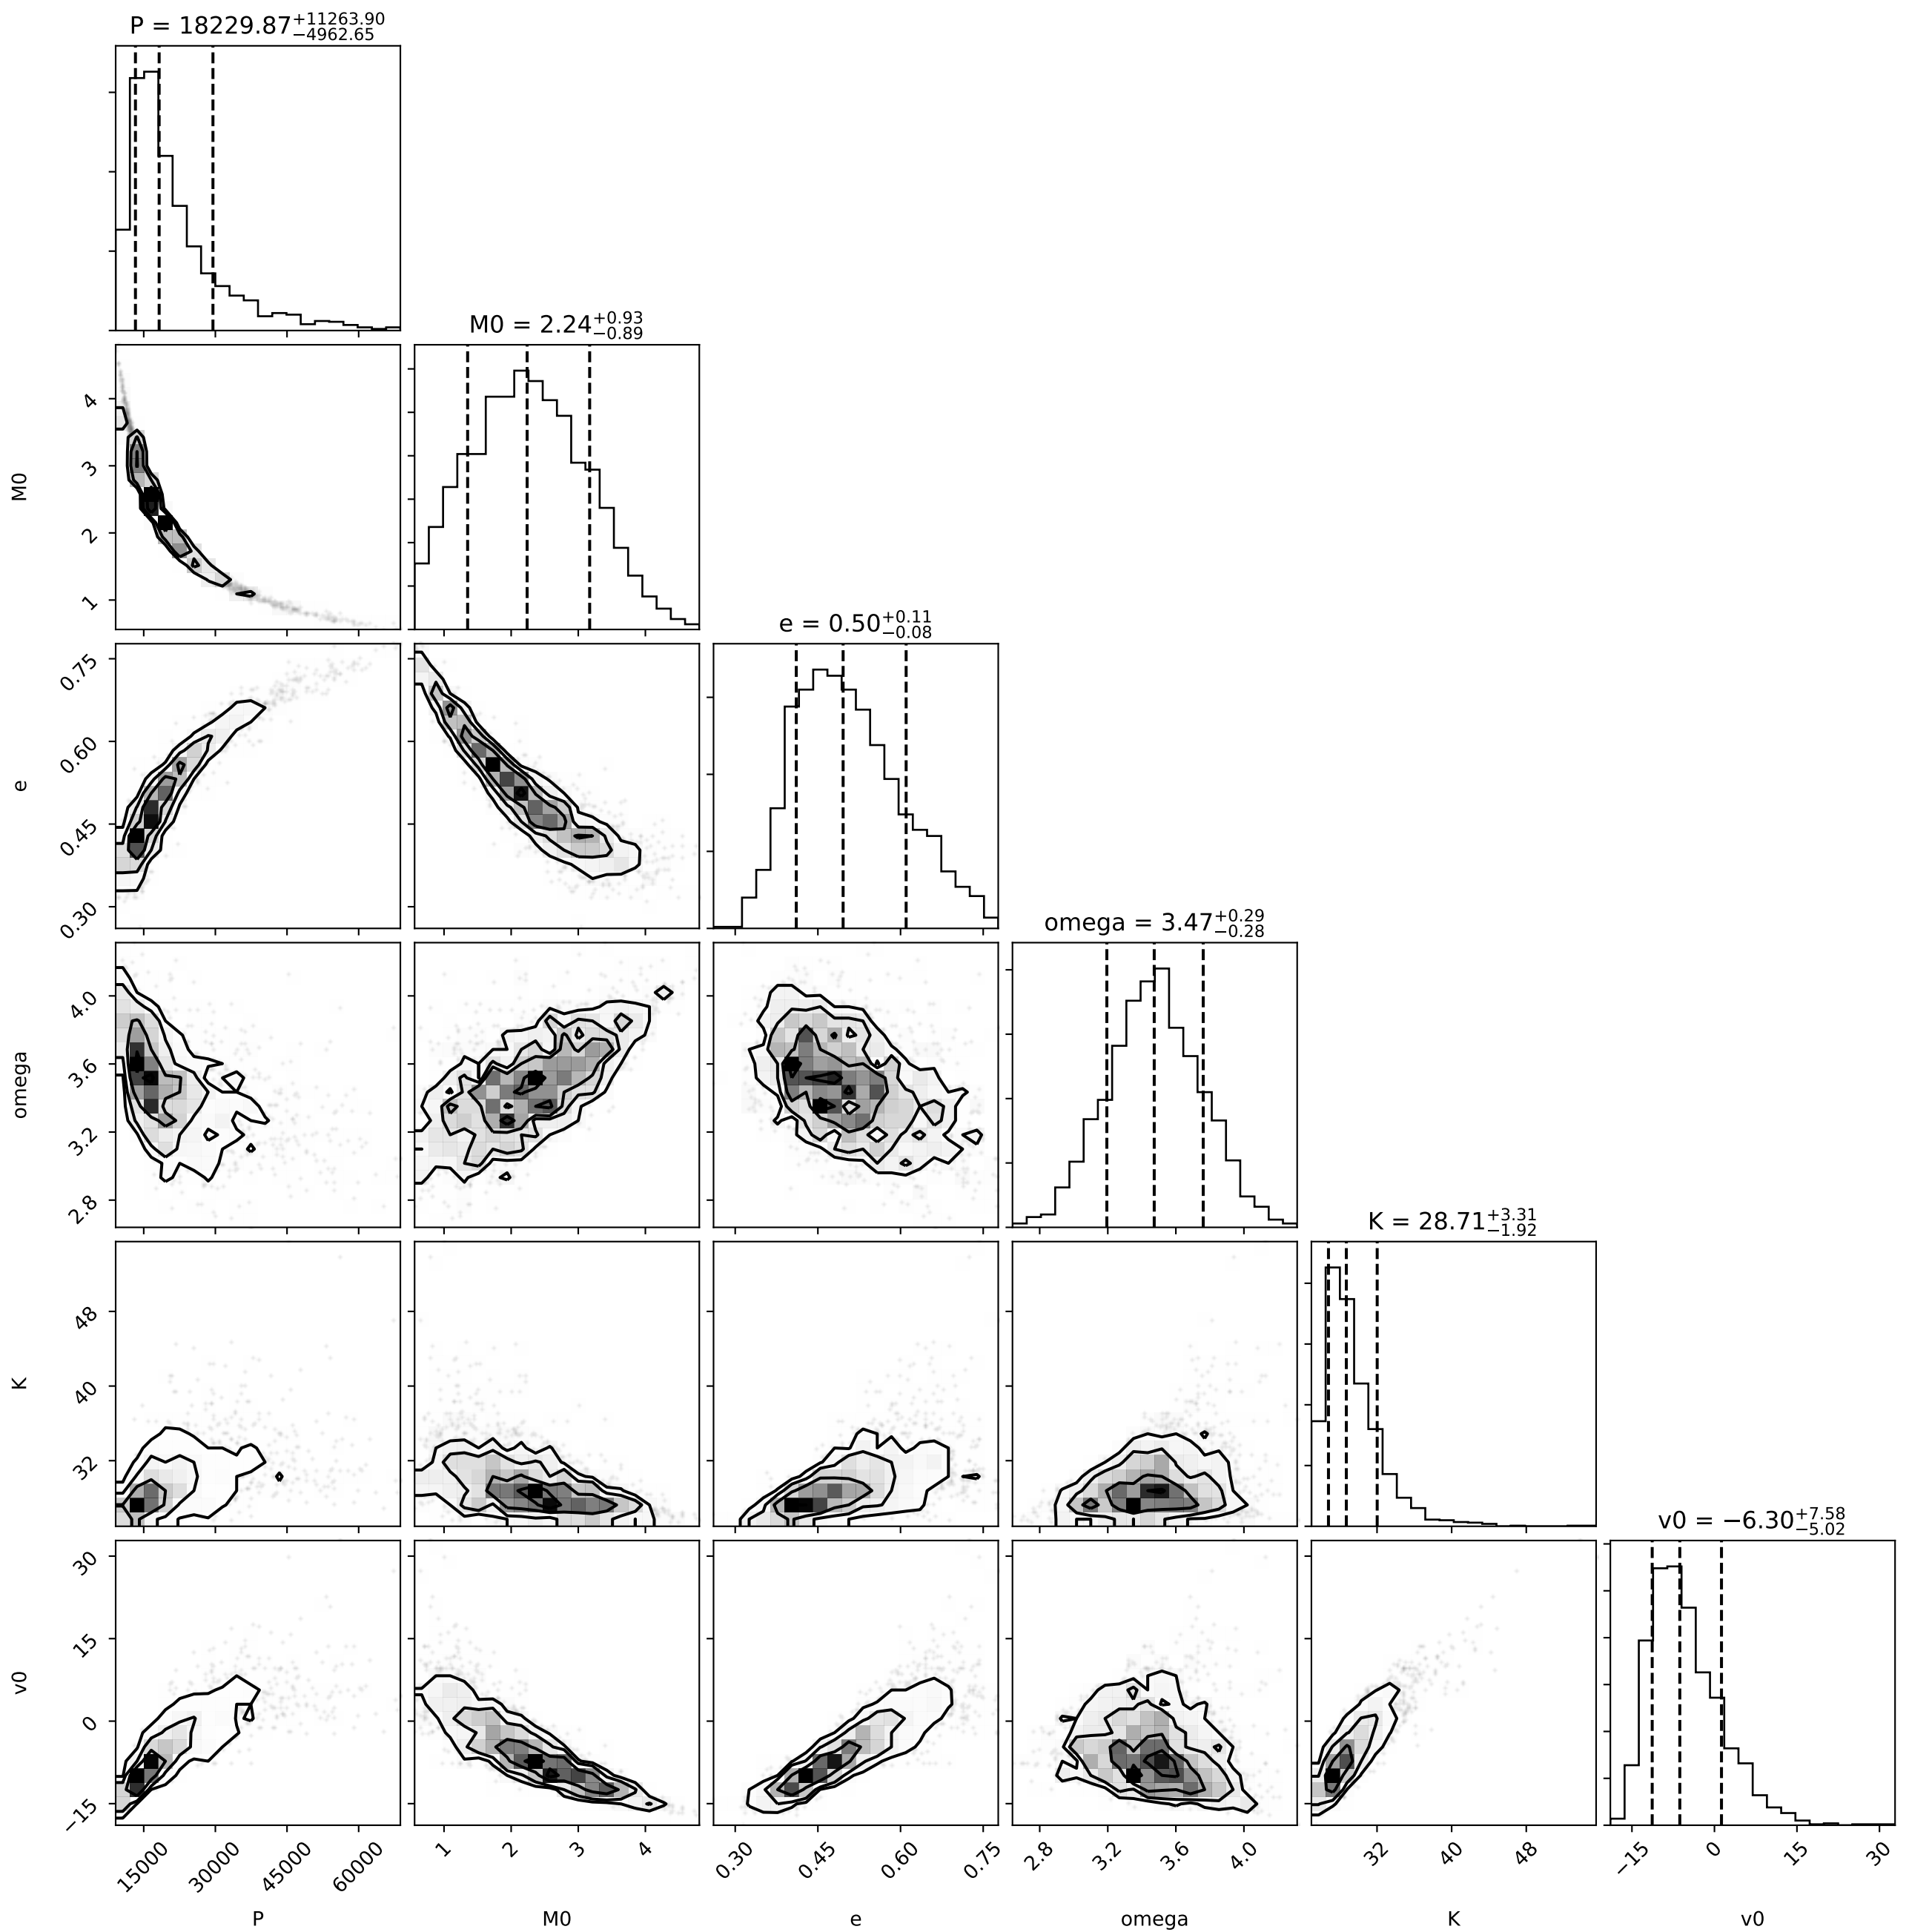 P = 18229.87+11263.90 −4962.65
M0 = 2.24+0.93 −0.89
4
3
2
1
M0
e = 0.50+0.11 −0.08
0.75
0.60
0.45
0.30
e
omega = 3.47+0.29 −0.28
4.0
3.6
3.2
2.8
omega
K = 28.71+3.31 −1.92
48
40
32
K
v0 = −6.30+7.58 −5.02
30
15
0
−15
v0
15000 30000 45000 60000 1 2 3 4 0.30 0.45 0.60 0.75 2.8 3.2 3.6 4.0 32 40 48 −15 0 15 30
P M0 e omega K v0